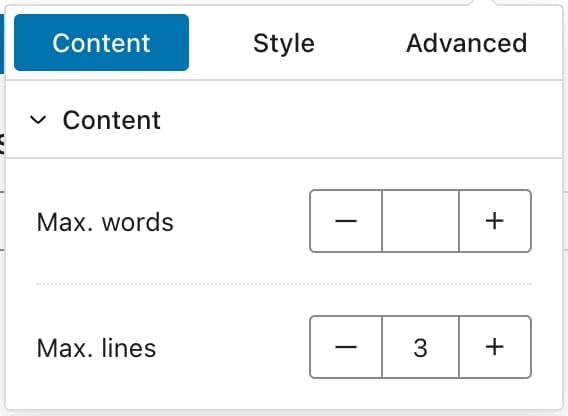 Content Style Advanced
Content
Max. words − +
Max. lines − 3 +